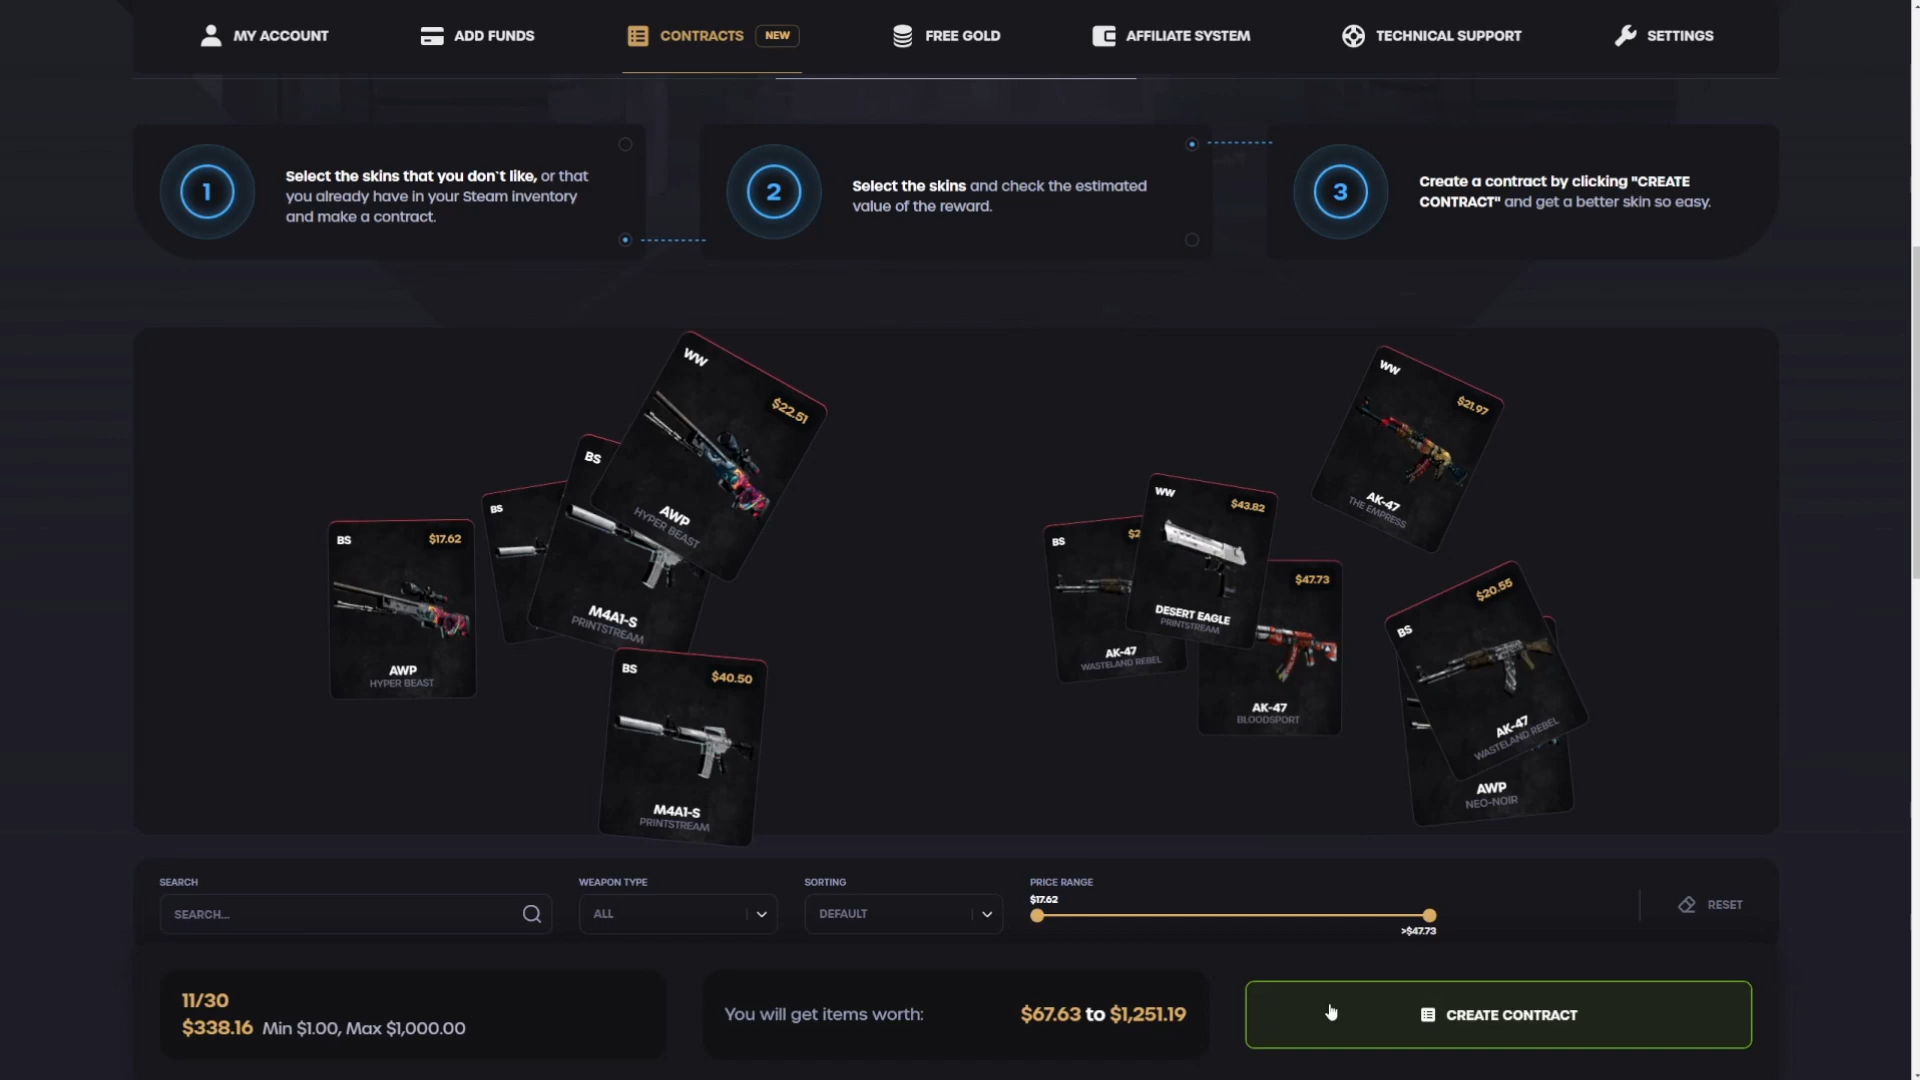 MY ACCOUNT
ADD FUNDS
CONTRACTS NEW
FREE GOLD
AFFILIATE SYSTEM
TECHNICAL SUPPORT
SETTINGS
1
Select the skins that you don`t like, or that
you already have in your Steam inventory
and make a contract.
2
Select the skins and check the estimated
value of the reward.
3
Create a contract by clicking "CREATE
CONTRACT" and get a better skin so easy.
BS $17.62
AWP
HYPER BEAST
BS
BS
M4A1-S
PRINTSTREAM
WW
$22.51
AWP
HYPER BEAST
BS $40.50
M4A1-S
PRINTSTREAM
BS
AK-47
WASTELAND REBEL
WW $43.82
DESERT EAGLE
PRINTSTREAM
$47.73
AK-47
BLOODSPORT
WW
$21.97
AK-47
THE EMPRESS
BS
$20.55
AK-47
WASTELAND REBEL
AWP
NEO-NOIR
SEARCH
SEARCH...
WEAPON TYPE
ALL
SORTING
DEFAULT
PRICE RANGE
$17.62
>$47.73
RESET
11/30
$338.16 Min $1.00, Max $1,000.00
You will get items worth: $67.63 to $1,251.19
CREATE CONTRACT